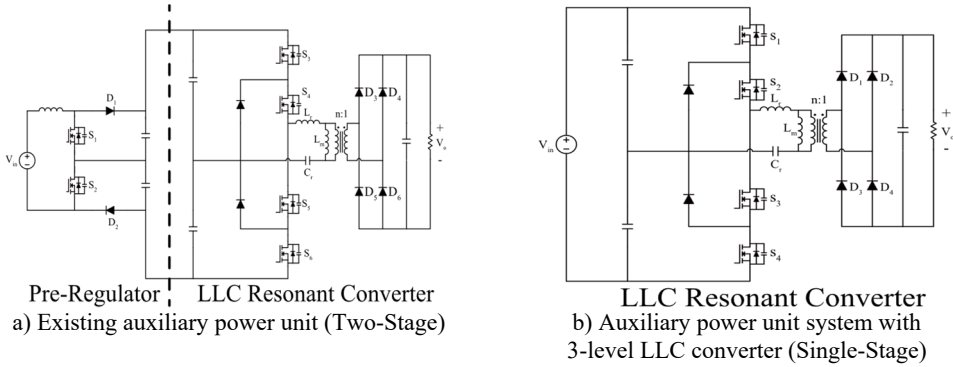 D₁
S₁
Vᵢₙ
S₂
D₂
S₃
S₄
Lᵣ
n:1
Lₘ
Cᵣ
S₅
S₆
D₃ D₄
D₅ D₆
+
Vₒ
-
Pre-Regulator
LLC Resonant Converter
a) Existing auxiliary power unit (Two-Stage)
Vᵢₙ
S₁
S₂
Lᵣ
n:1
Lₘ
Cᵣ
S₃
S₄
D₁ D₂
D₃ D₄
+
Vₒ
-
LLC Resonant Converter
b) Auxiliary power unit system with
3-level LLC converter (Single-Stage)